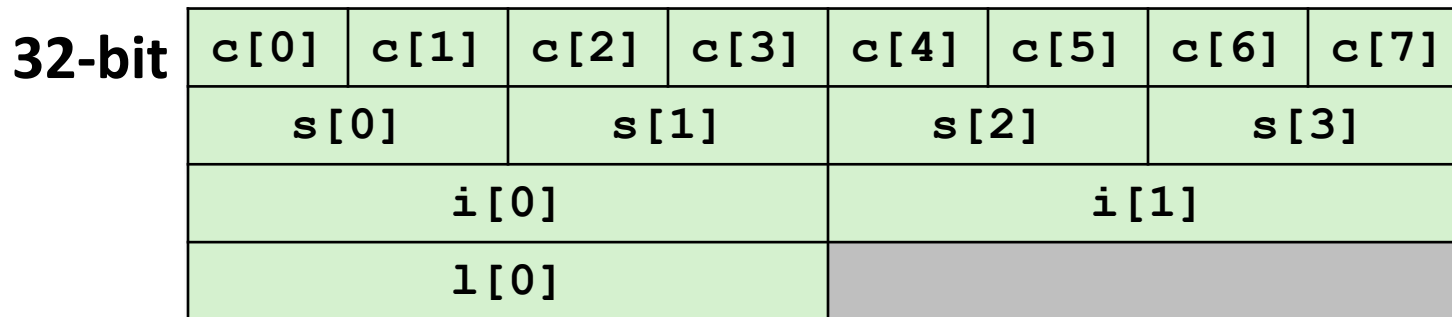 32-bit c[0] c[1] c[2] c[3] c[4] c[5] c[6] c[7]
s[0] s[1] s[2] s[3]
i[0] i[1]
l[0]